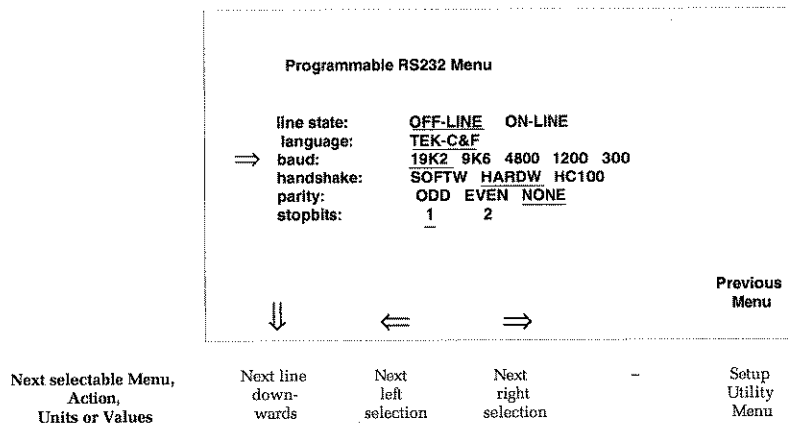 Programmable RS232 Menu
line state: OFF-LINE ON-LINE
language: TEK-C&F
⇒ baud: 19K2 9K6 4800 1200 300
handshake: SOFTW HARDW HC100
parity: ODD EVEN NONE
stopbits: 1 2
Previous
Menu
⇓ ⇐ ⇒
Next selectable Menu, Next line Next Next – Setup
Action, down- left right Utility
Units or Values wards selection selection Menu